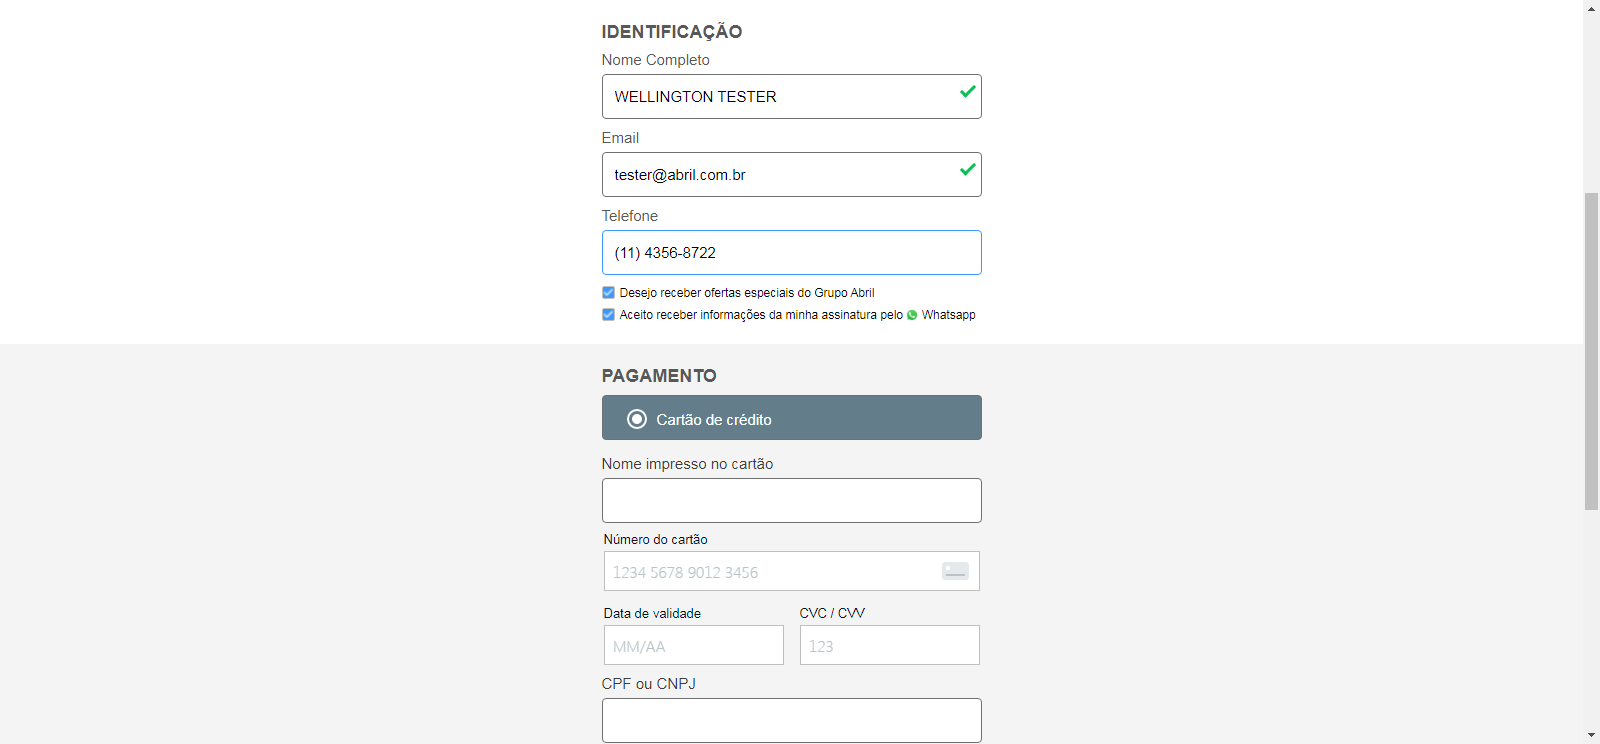 IDENTIFICAÇÃO
Nome Completo
WELLINGTON TESTER
Email
tester@abril.com.br
Telefone
(11) 4356-8722
Desejo receber ofertas especiais do Grupo Abril
Aceito receber informações da minha assinatura pelo Whatsapp
PAGAMENTO
Cartão de crédito
Nome impresso no cartão
Número do cartão
1234 5678 9012 3456
Data de validade CVC / CVV
MM/AA 123
CPF ou CNPJ